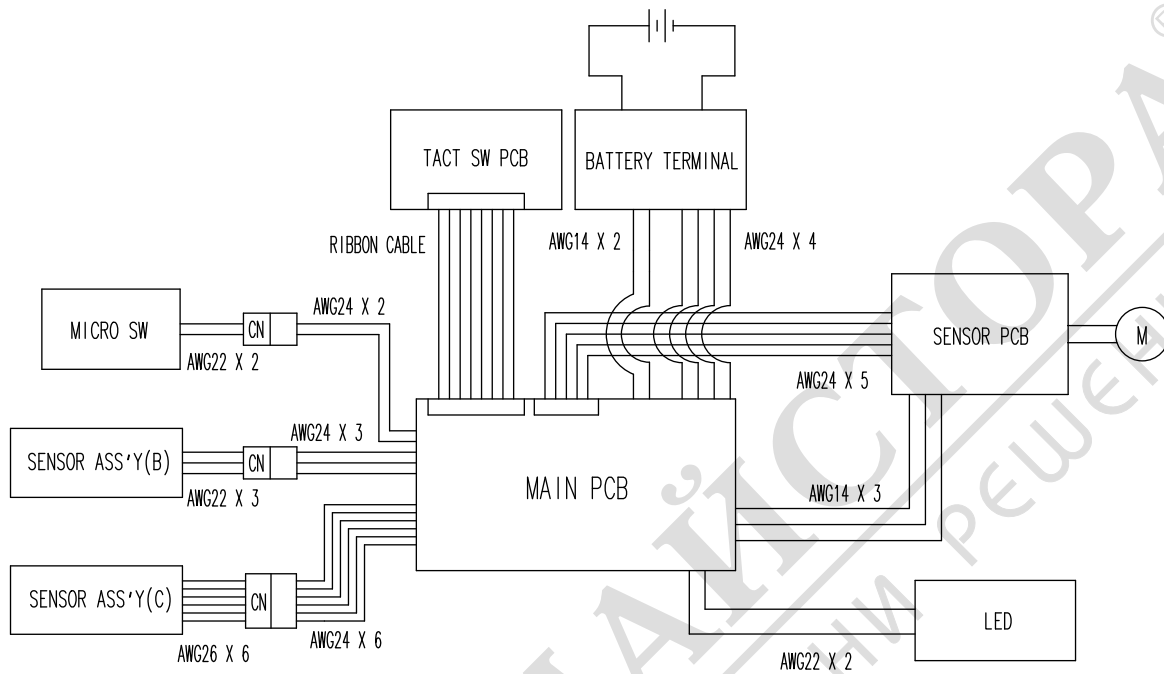 TACT SW PCB
BATTERY TERMINAL
RIBBON CABLE
AWG14 X 2
AWG24 X 4
MICRO SW
CN
AWG24 X 2
AWG22 X 2
SENSOR PCB
M
AWG24 X 5
SENSOR ASS'Y(B)
CN
AWG24 X 3
AWG22 X 3
MAIN PCB
AWG14 X 3
SENSOR ASS'Y(C)
CN
AWG24 X 6
AWG26 X 6
LED
AWG22 X 2
®